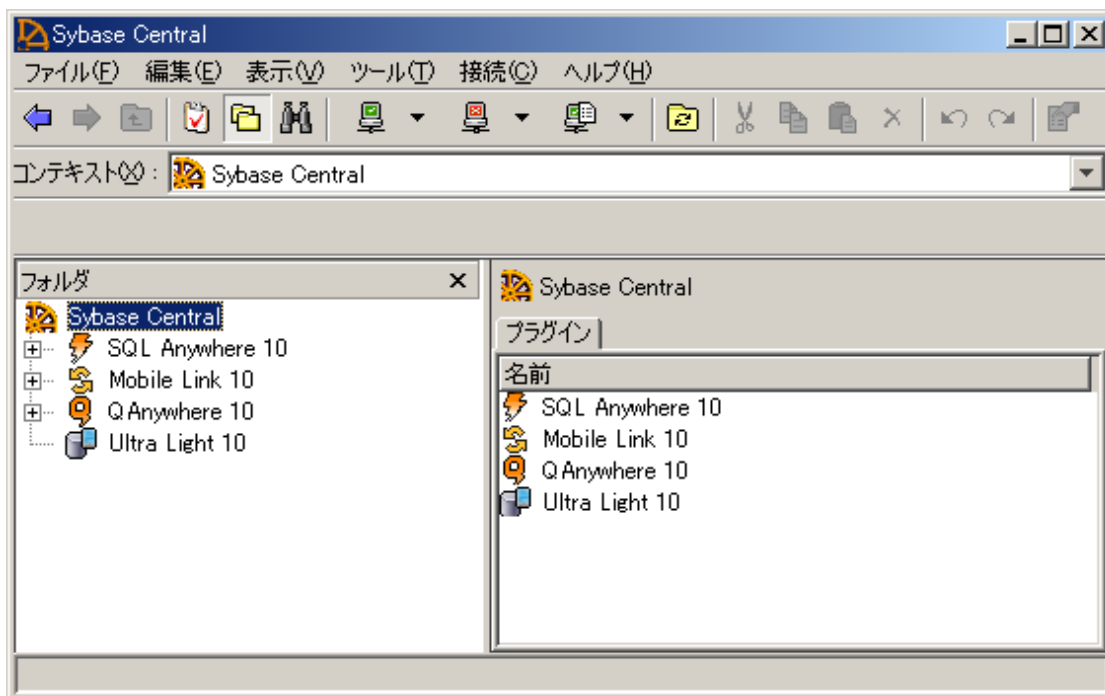 Sybase Central
ファイル(F) 編集(E) 表示(V) ツール(T) 接続(C) ヘルプ(H)
コンテキスト(X): Sybase Central
フォルダ
Sybase Central
SQL Anywhere 10
Mobile Link 10
QAnywhere 10
Ultra Light 10
Sybase Central
プラグイン
名前
SQL Anywhere 10
Mobile Link 10
QAnywhere 10
Ultra Light 10